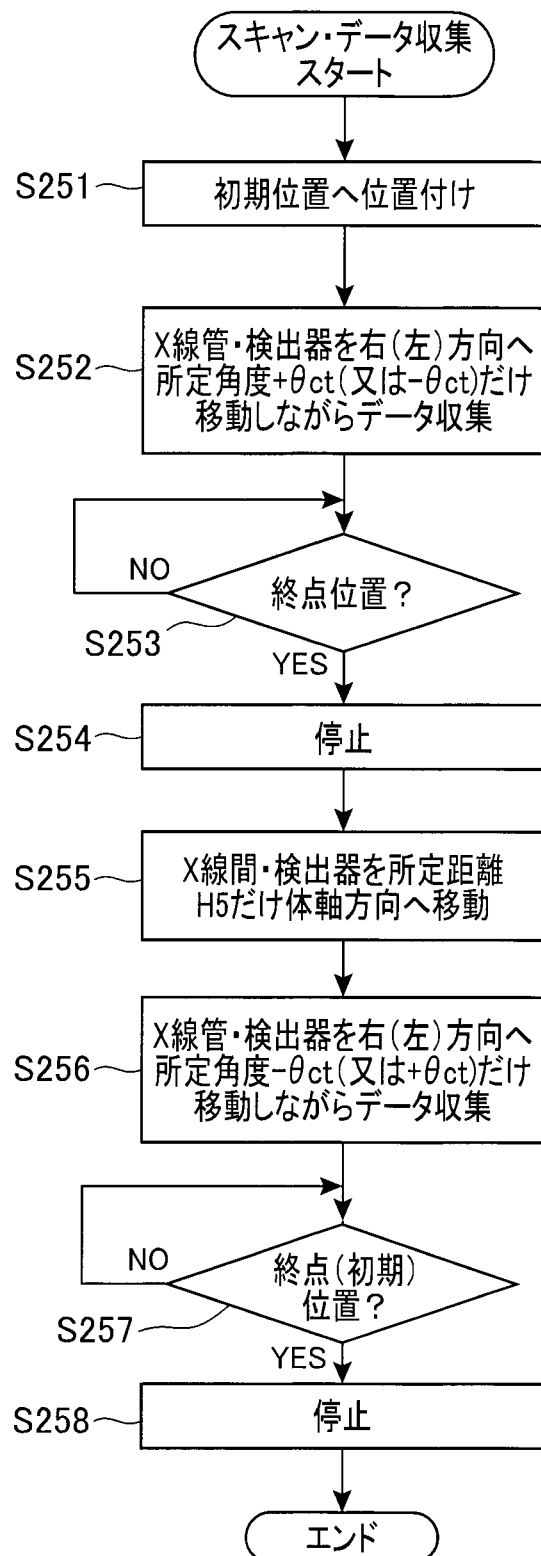 スキャン・データ収集
スタート
S251
初期位置へ位置付け
S252
X線管・検出器を右(左)方向へ
所定角度+θct(又は-θct)だけ
移動しながらデータ収集
NO
終点位置?
S253
YES
S254
停止
S255
X線間・検出器を所定距離
H5だけ体軸方向へ移動
S256
X線管・検出器を右(左)方向へ
所定角度-θct(又は+θct)だけ
移動しながらデータ収集
NO
終点(初期)
位置?
S257
YES
S258
停止
エンド